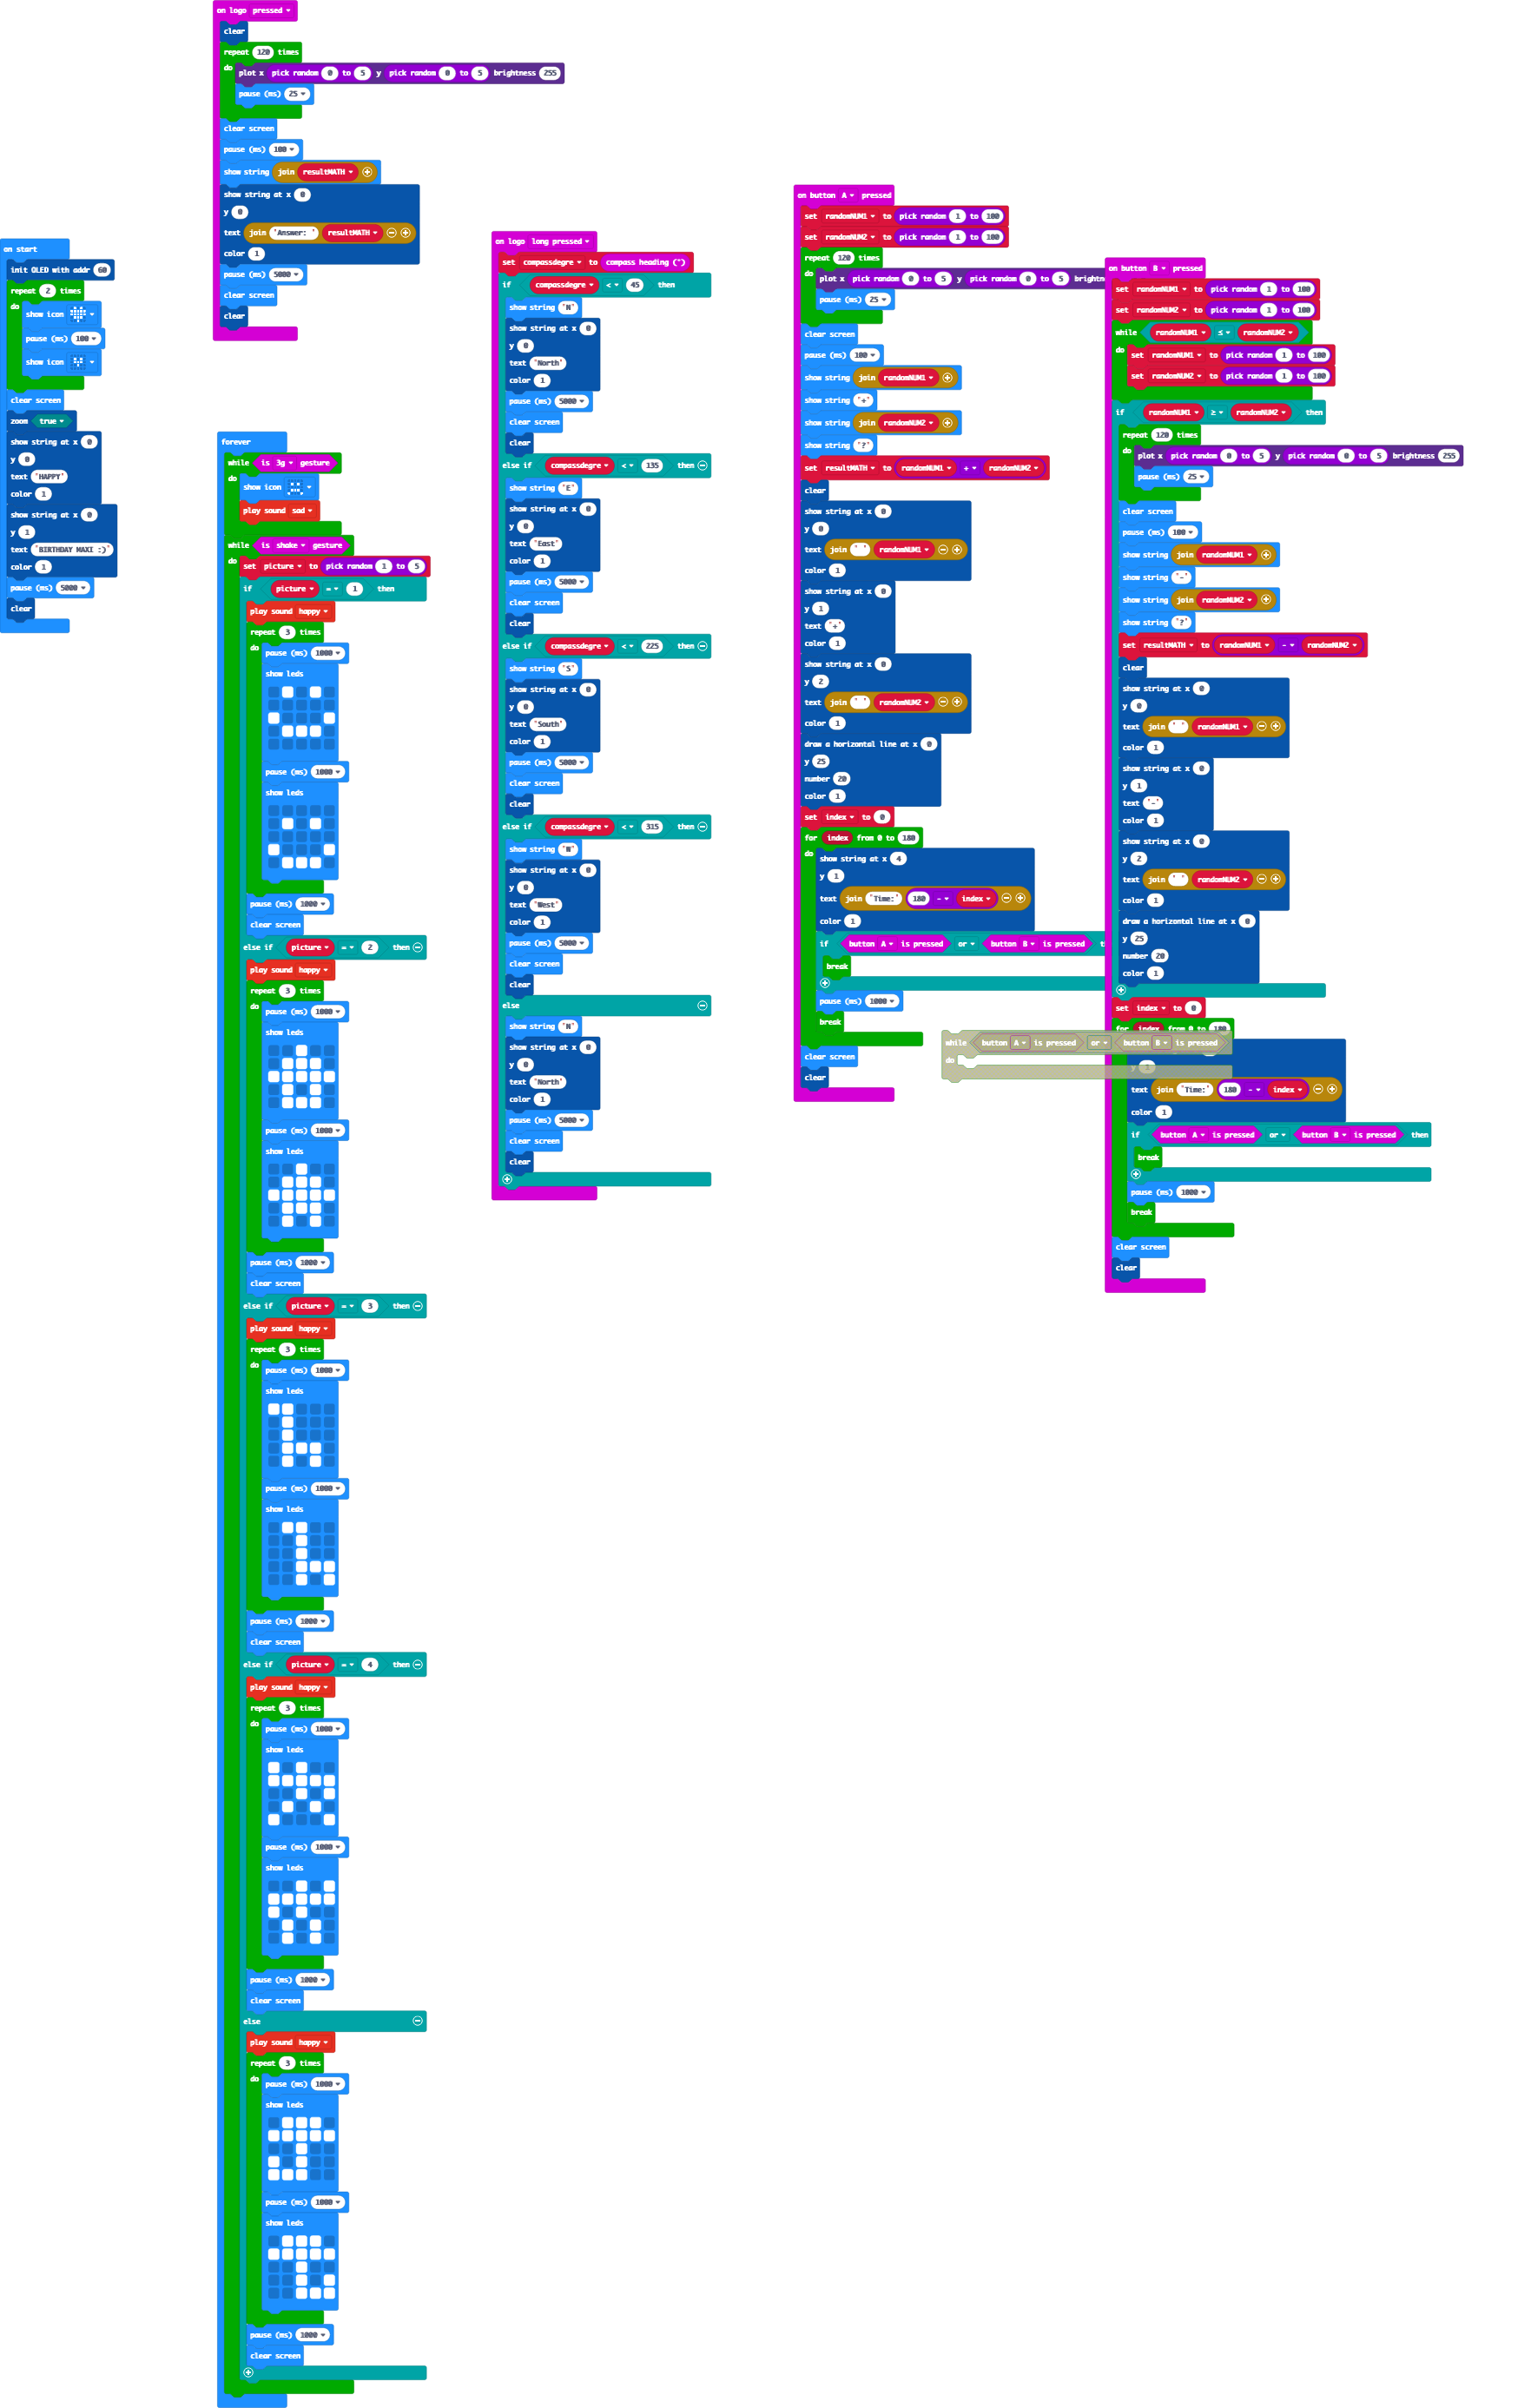 on start
init OLED with addr 60
repeat 2 times
do
show icon
pause (ms) 100
show icon
clear screen
zoom true
show string at x 0
y 0
text "HAPPY"
color 1
show string at x 0
y 1
text "BIRTHDAY MAXI :)"
color 1
pause (ms) 5000
clear
on logo pressed
clear
repeat 120 times
do
plot x pick random 0 to 5 y pick random 0 to 5 brightness 255
pause (ms) 25
clear screen
pause (ms) 100
show string join resultMATH
show string at x 0
y 0
text join "Answer: " resultMATH
color 1
pause (ms) 5000
clear screen
clear
forever
while is 3g gesture
do
show icon
play sound sad
while is shake gesture
do
set picture to pick random 1 to 5
if picture = 1 then
play sound happy
repeat 3 times
do
pause (ms) 1000
show leds
pause (ms) 1000
show leds
pause (ms) 1000
clear screen
else if picture = 2 then
play sound happy
repeat 3 times
do
pause (ms) 1000
show leds
pause (ms) 1000
show leds
pause (ms) 1000
clear screen
else if picture = 3 then
play sound happy
repeat 3 times
do
pause (ms) 1000
show leds
pause (ms) 1000
show leds
pause (ms) 1000
clear screen
else if picture = 4 then
play sound happy
repeat 3 times
do
pause (ms) 1000
show leds
pause (ms) 1000
show leds
pause (ms) 1000
clear screen
else
play sound happy
repeat 3 times
do
pause (ms) 1000
show leds
pause (ms) 1000
show leds
pause (ms) 1000
clear screen
on logo long pressed
set compassdegre to compass heading (°)
if compassdegre < 45 then
show string "N"
show string at x 0
y 0
text "North"
color 1
pause (ms) 5000
clear screen
clear
else if compassdegre < 135 then
show string "E"
show string at x 0
y 0
text "East"
color 1
pause (ms) 5000
clear screen
clear
else if compassdegre < 225 then
show string "S"
show string at x 0
y 0
text "South"
color 1
pause (ms) 5000
clear screen
clear
else if compassdegre < 315 then
show string "W"
show string at x 0
y 0
text "West"
color 1
pause (ms) 5000
clear screen
clear
else
show string "N"
show string at x 0
y 0
text "North"
color 1
pause (ms) 5000
clear screen
clear
on button A pressed
set randomNUM1 to pick random 1 to 100
set randomNUM2 to pick random 1 to 100
repeat 120 times
do
plot x pick random 0 to 5 y pick random 0 to 5 brightn
pause (ms) 25
clear screen
pause (ms) 100
show string join randomNUM1
show string "+"
show string join randomNUM2
show string "?"
set resultMATH to randomNUM1 + randomNUM2
clear
show string at x 0
y 0
text join " " randomNUM1
color 1
show string at x 0
y 1
text "+"
color 1
show string at x 0
y 2
text join " " randomNUM2
color 1
draw a horizontal line at x 0
y 25
number 20
color 1
set index to 0
for index from 0 to 180
do
show string at x 4
y 1
text join "Time:" 180 - index
color 1
if button A is pressed or button B is pressed t
break
pause (ms) 1000
break
clear screen
clear
while button A is pressed or button B is pressed
do
on button B pressed
set randomNUM1 to pick random 1 to 100
set randomNUM2 to pick random 1 to 100
while randomNUM1 ≤ randomNUM2
do
set randomNUM1 to pick random 1 to 100
set randomNUM2 to pick random 1 to 100
if randomNUM1 ≥ randomNUM2 then
repeat 120 times
do
plot x pick random 0 to 5 y pick random 0 to 5 brightness 255
pause (ms) 25
clear screen
pause (ms) 100
show string join randomNUM1
show string "-"
show string join randomNUM2
show string "?"
set resultMATH to randomNUM1 - randomNUM2
clear
show string at x 0
y 0
text join " " randomNUM1
color 1
show string at x 0
y 1
text "-"
color 1
show string at x 0
y 2
text join " " randomNUM2
color 1
draw a horizontal line at x 0
y 25
number 20
color 1
set index to 0
for index from 0 to 180
y 1
text join "Time:" 180 - index
color 1
if button A is pressed or button B is pressed then
break
pause (ms) 1000
break
clear screen
clear